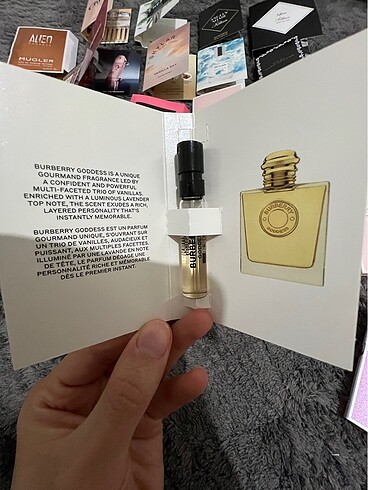 ALIEN
MUGLER
BURBERRY GODDESS IS A UNIQUE
GOURMAND FRAGRANCE LED BY
A CONFIDENT AND POWERFUL
MULTI-FACETED TRIO OF VANILLAS.
ENRICHED WITH A LUMINOUS LAVENDER
TOP NOTE, THE SCENT EXUDES A RICH,
LAYERED PERSONALITY THAT'S
INSTANTLY MEMORABLE.
BURBERRY GODDESS EST UN PARFUM
GOURMAND UNIQUE, S'OUVRANT SUR
UN TRIO DE VANILLES, AUDACIEUX ET
PUISSANT, AUX MULTIPLES FACETTES.
ILLUMINÉ PAR UNE LAVANDE EN NOTE
DE TÊTE, LE PARFUM DÉGAGE UNE
PERSONNALITÉ RICHE ET MÉMORABLE
DÈS LE PREMIER INSTANT.
BURBERRY
GODDESS